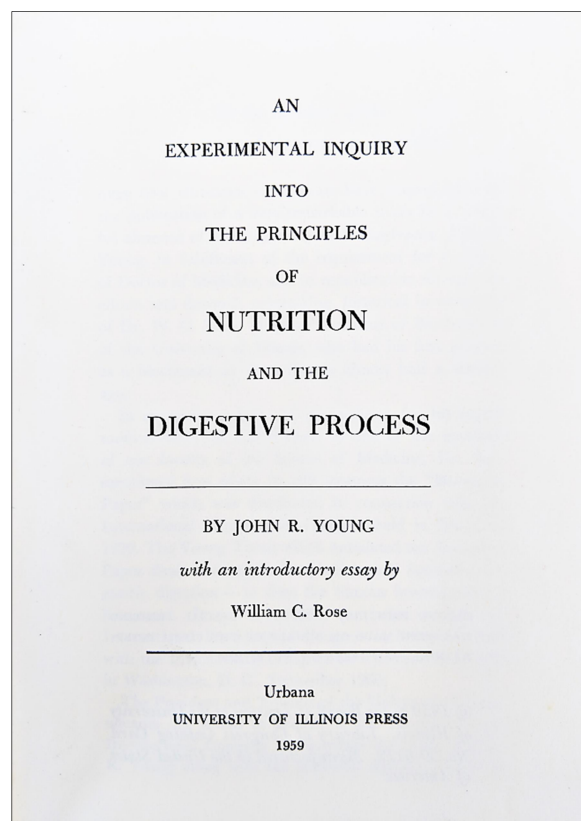 AN
EXPERIMENTAL INQUIRY
INTO
THE PRINCIPLES
OF
NUTRITION
AND THE
DIGESTIVE PROCESS
BY JOHN R. YOUNG
with an introductory essay by
William C. Rose
Urbana
UNIVERSITY OF ILLINOIS PRESS
1959